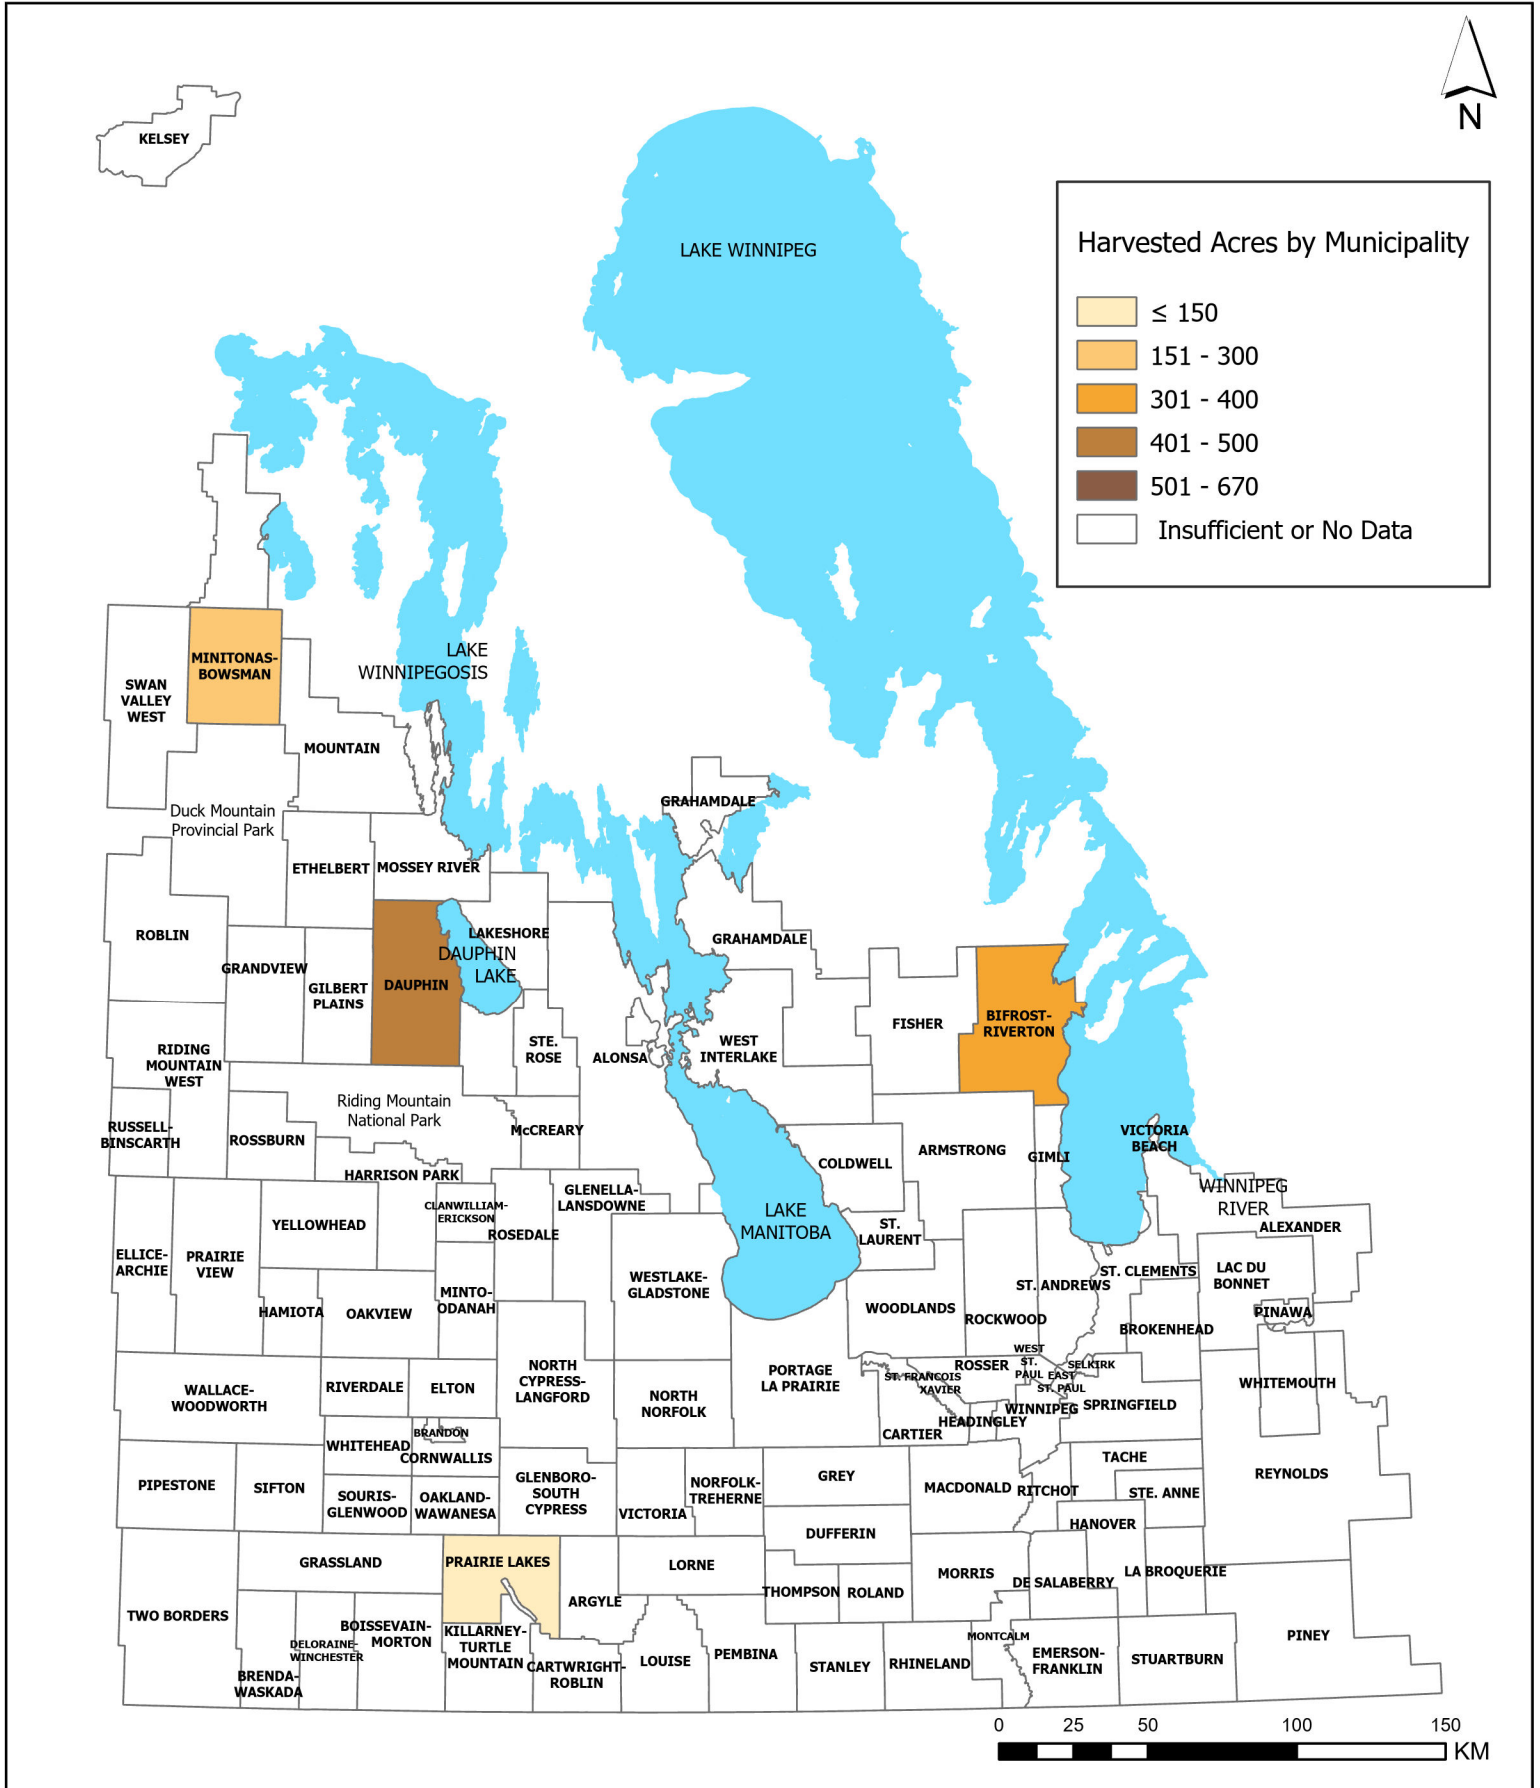 N
KELSEY
LAKE WINNIPEG
Harvested Acres by Municipality
≤ 150
151 - 300
301 - 400
401 - 500
501 - 670
Insufficient or No Data
MINITONAS-
BOWSMAN
SWAN
VALLEY
WEST
LAKE
WINNIPEGOSIS
MOUNTAIN
Duck Mountain
Provincial Park
GRAHAMDALE
ETHELBERT
MOSSEY RIVER
ROBLIN
GRANDVIEW
GILBERT
PLAINS
DAUPHIN
LAKESHORE
DAUPHIN
LAKE
GRAHAMDALE
FISHER
BIFROST-
RIVERTON
WEST
INTERLAKE
STE.
ROSE
ALONSA
RIDING
MOUNTAIN
WEST
Riding Mountain
National Park
RUSSELL-
BINSCARTH
ROSSBURN
McCREARY
HARRISON PARK
VICTORIA
BEACH
ARMSTRONG
GIMLI
COLDWELL
WINNIPEG
RIVER
ALEXANDER
GLENELLA-
LANSDOWNE
CLANWILLIAM-
ERICKSON
ROSEDALE
YELLOWHEAD
LAKE
MANITOBA
ST.
LAURENT
ELLICE-
ARCHIE
PRAIRIE
VIEW
HAMIOTA
OAKVIEW
MINTO-
ODANAH
WESTLAKE-
GLADSTONE
WOODLANDS
ROCKWOOD
ST. ANDREWS
ST. CLEMENTS
LAC DU
BONNET
PINAWA
BROKENHEAD
WALLACE-
WOODWORTH
RIVERDALE
ELTON
NORTH
CYPRESS-
LANGFORD
NORTH
NORFOLK
PORTAGE
LA PRAIRIE
ST. FRANCOIS
XAVIER
ROSSER
WEST
ST.
PAUL
EAST
ST. PAUL
SELKIRK
WHITEMOUTH
SPRINGFIELD
WINNIPEG
HEADINGLEY
CARTIER
WHITEHEAD
BRANDON
CORNWALLIS
PIPESTONE
SIFTON
SOURIS-
GLENWOOD
OAKLAND-
WAWANESA
GLENBORO-
SOUTH
CYPRESS
VICTORIA
NORFOLK-
TREHERNE
GREY
MACDONALD
RITCHOT
TACHE
STE. ANNE
REYNOLDS
DUFFERIN
HANOVER
GRASSLAND
PRAIRIE LAKES
ARGYLE
LORNE
THOMPSON
ROLAND
MORRIS
DE SALABERRY
LA BROQUERIE
TWO BORDERS
BRENDA-
WASKADA
DELORAINE-
WINCHESTER
BOISSEVAIN-
MORTON
KILLARNEY-
TURTLE
MOUNTAIN
CARTWRIGHT-
ROBLIN
LOUISE
PEMBINA
STANLEY
RHINELAND
MONTCALM
EMERSON-
FRANKLIN
STUARTBURN
PINEY
0 25 50 100 150
KM